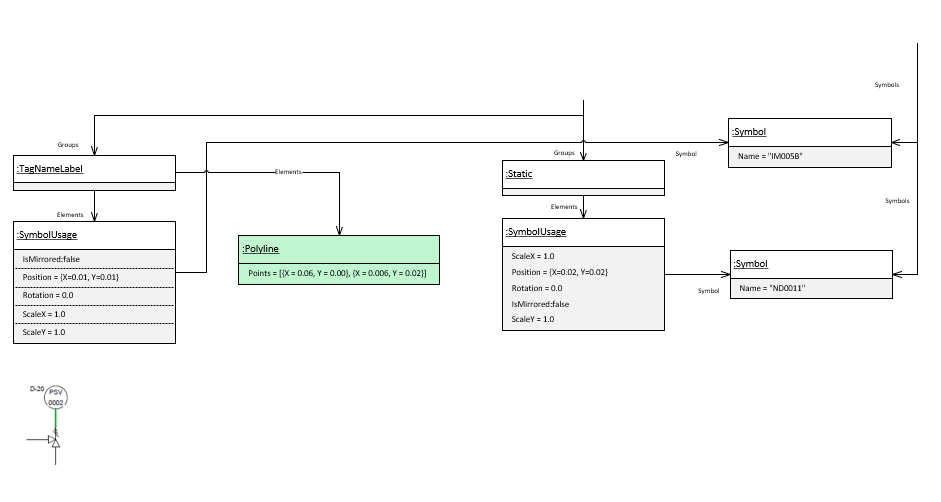 Symbols
:Symbol
Name = "IM005B"
Groups
:TagNameLabel
Elements
Groups
Symbol
:Static
Symbols
Elements
:SymbolUsage
IsMirrored:false
Position = {X=0.01, Y=0.01}
Rotation = 0.0
ScaleX = 1.0
ScaleY = 1.0
Elements
:Polyline
Points = [{X = 0.06, Y = 0.00}, {X = 0.006, Y = 0.02}]
:SymbolUsage
ScaleX = 1.0
Position = {X=0.02, Y=0.02}
Rotation = 0.0
IsMirrored:false
ScaleY = 1.0
:Symbol
Name = "ND0011"
Symbol
D-20
PSV
0002